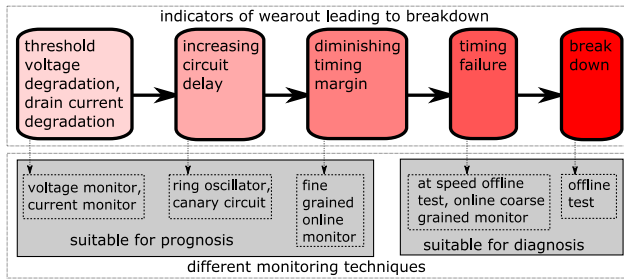 indicators of wearout leading to breakdown
threshold
voltage
degradation,
drain current
degradation
increasing
circuit
delay
diminishing
timing
margin
timing
failure
break
down
voltage monitor,
current monitor
ring oscillator,
canary circuit
fine
grained
online
monitor
suitable for prognosis
at speed offline
test, online coarse
grained monitor
offline
test
suitable for diagnosis
different monitoring techniques